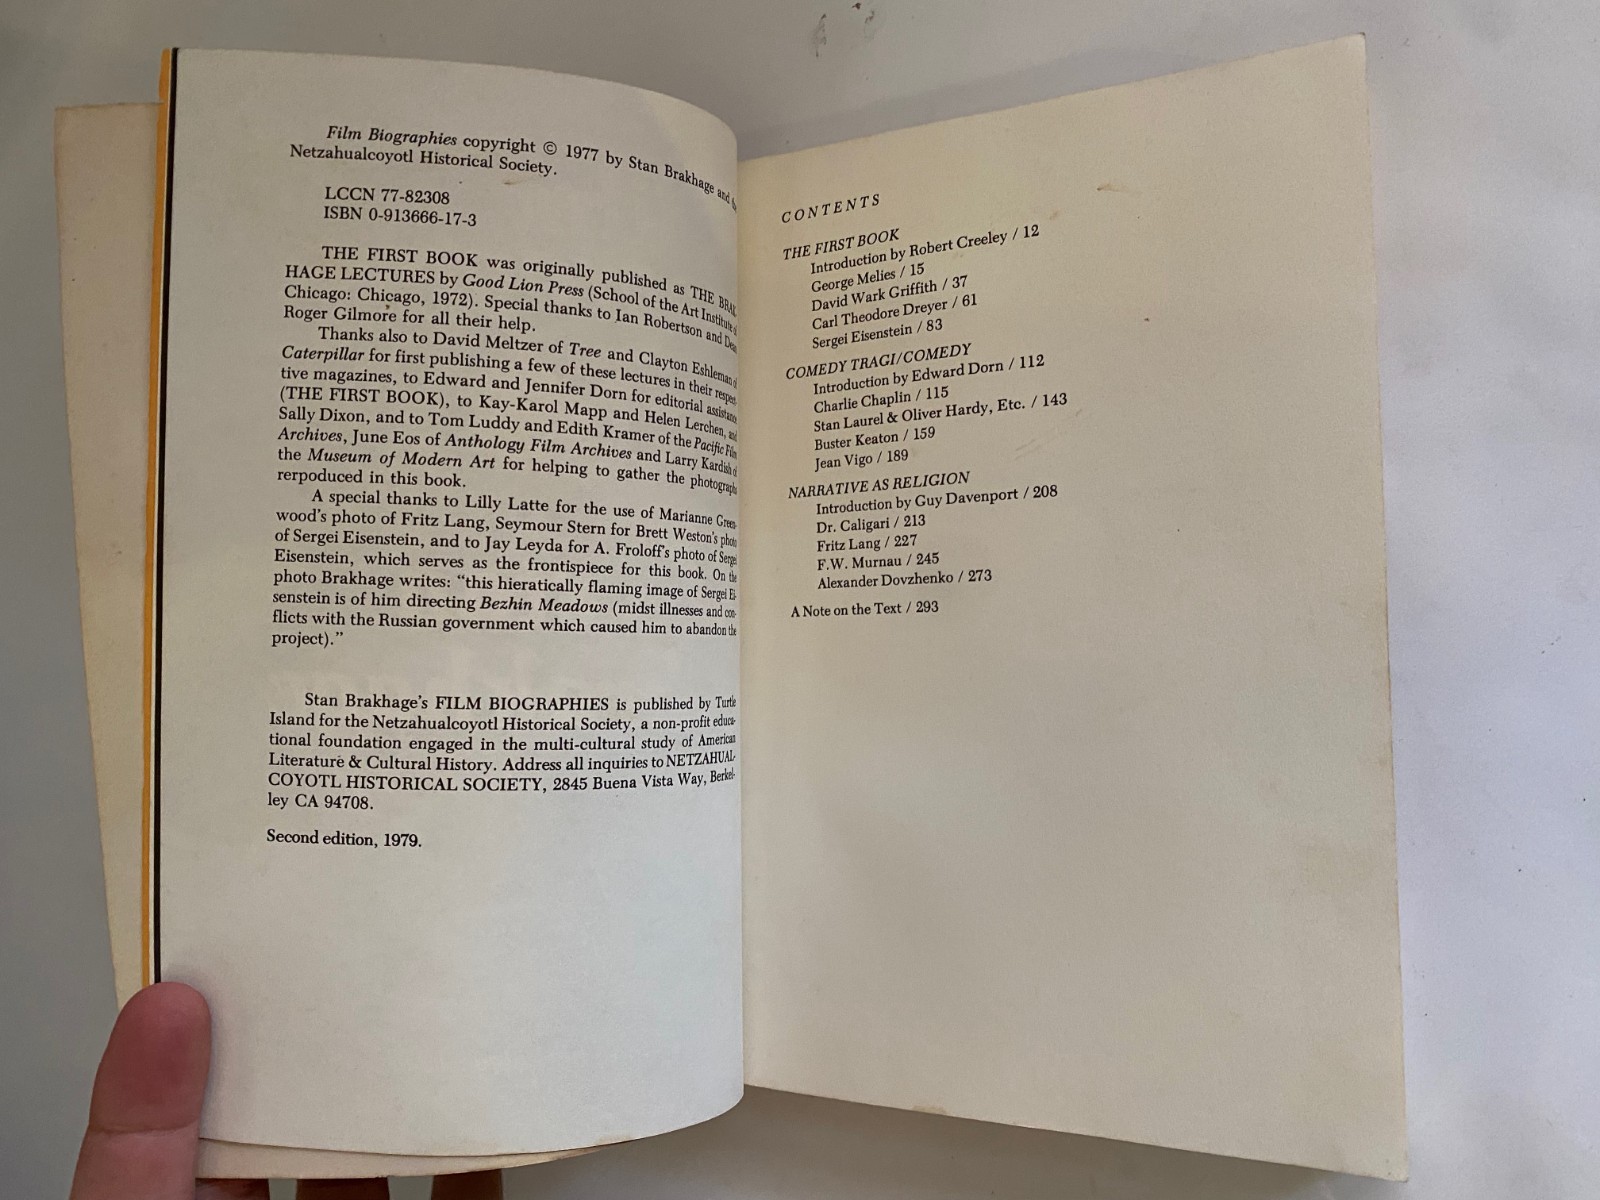 Film Biographies copyright © 1977 by Stan Brakhage and the
Netzahualcoyotl Historical Society.
LCCN 77-82308
ISBN 0-913666-17-3
THE FIRST BOOK was originally published as THE BRAK
HAGE LECTURES by Good Lion Press (School of the Art Institute of
Chicago: Chicago, 1972). Special thanks to Ian Robertson and Dean
Roger Gilmore for all their help.
Thanks also to David Meltzer of Tree and Clayton Eshleman of
Caterpillar for first publishing a few of these lectures in their respec-
tive magazines, to Edward and Jennifer Dorn for editorial assistance
(THE FIRST BOOK), to Kay-Karol Mapp and Helen Lerchen, and
Sally Dixon, and to Tom Luddy and Edith Kramer of the Pacific Film
Archives, June Eos of Anthology Film Archives and Larry Kardish of
the Museum of Modern Art for helping to gather the photographs
rerpoduced in this book.
A special thanks to Lilly Latte for the use of Marianne Green-
wood's photo of Fritz Lang, Seymour Stern for Brett Weston's photo
of Sergei Eisenstein, and to Jay Leyda for A. Froloff's photo of Sergei
Eisenstein, which serves as the frontispiece for this book. On the
photo Brakhage writes: "this hieratically flaming image of Sergei Ei-
senstein is of him directing Bezhin Meadows (midst illnesses and con-
flicts with the Russian government which caused him to abandon the
project)."
Stan Brakhage's FILM BIOGRAPHIES is published by Turtle
Island for the Netzahualcoyotl Historical Society, a non-profit educa-
tional foundation engaged in the multi-cultural study of American
Literature & Cultural History. Address all inquiries to NETZAHUAL-
COYOTL HISTORICAL SOCIETY, 2845 Buena Vista Way, Berke-
ley CA 94708.
Second edition, 1979.
CONTENTS
THE FIRST BOOK
Introduction by Robert Creeley / 12
George Melies / 15
David Wark Griffith / 37
Carl Theodore Dreyer / 61
Sergei Eisenstein / 83
COMEDY TRAGI/COMEDY
Introduction by Edward Dorn / 112
Charlie Chaplin / 115
Stan Laurel & Oliver Hardy, Etc. / 143
Buster Keaton / 159
Jean Vigo / 189
NARRATIVE AS RELIGION
Introduction by Guy Davenport / 208
Dr. Caligari / 213
Fritz Lang / 227
F.W. Murnau / 245
Alexander Dovzhenko / 273
A Note on the Text / 293